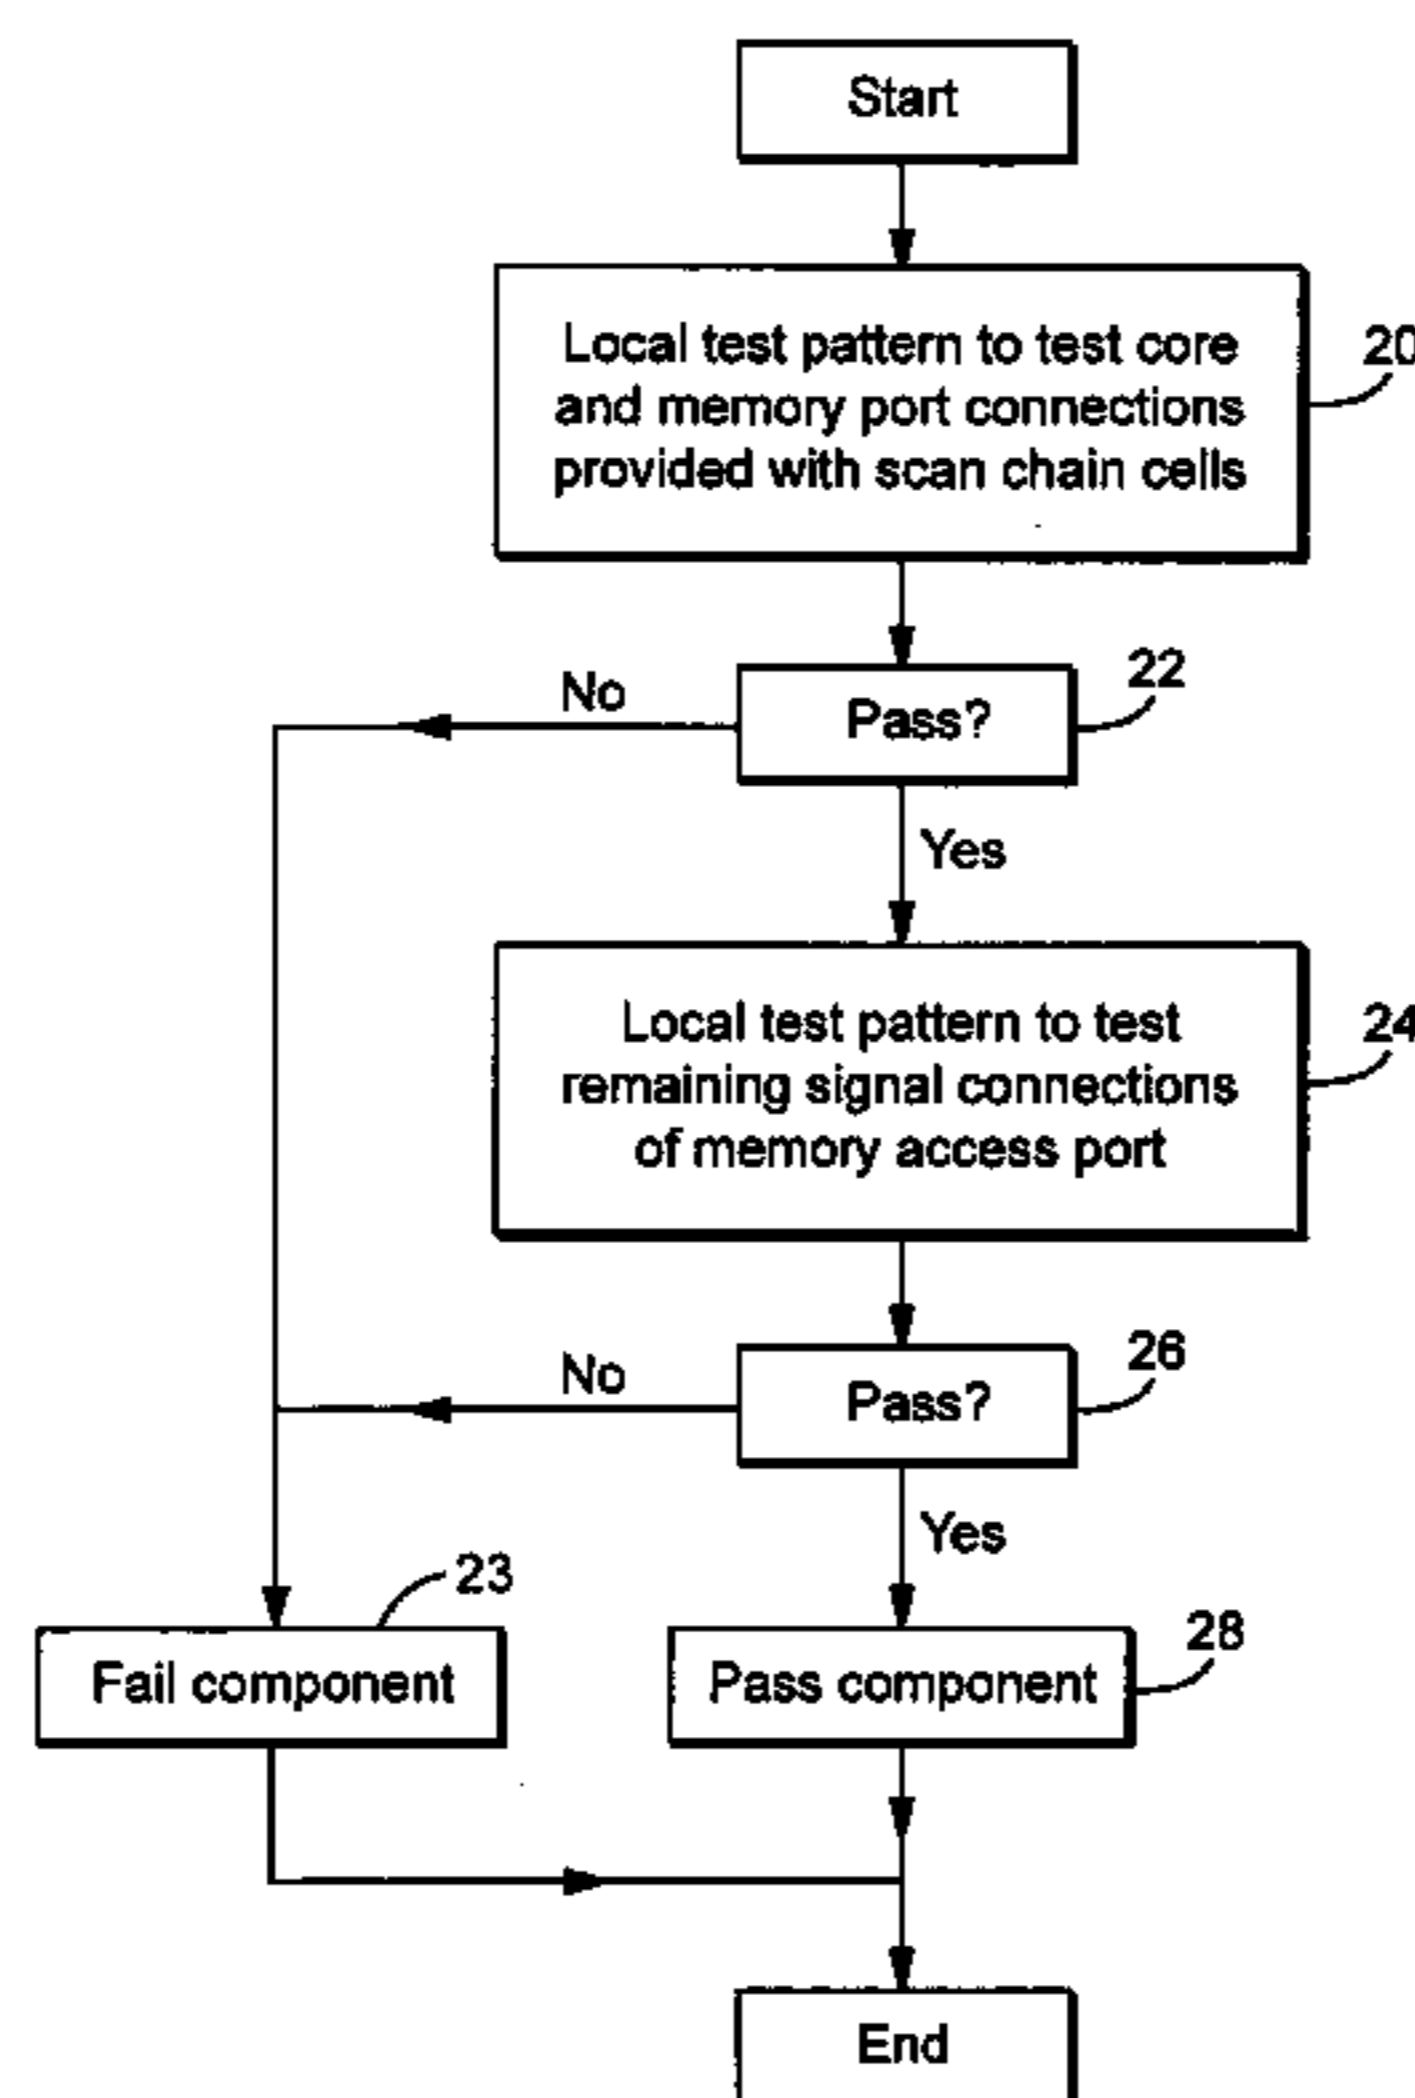 Start
Local test pattern to test core
and memory port connections
provided with scan chain cells
20
No
Pass?
22
Yes
Local test pattern to test
remaining signal connections
of memory access port
24
No
Pass?
26
Yes
23
Fail component
Pass component
28
End